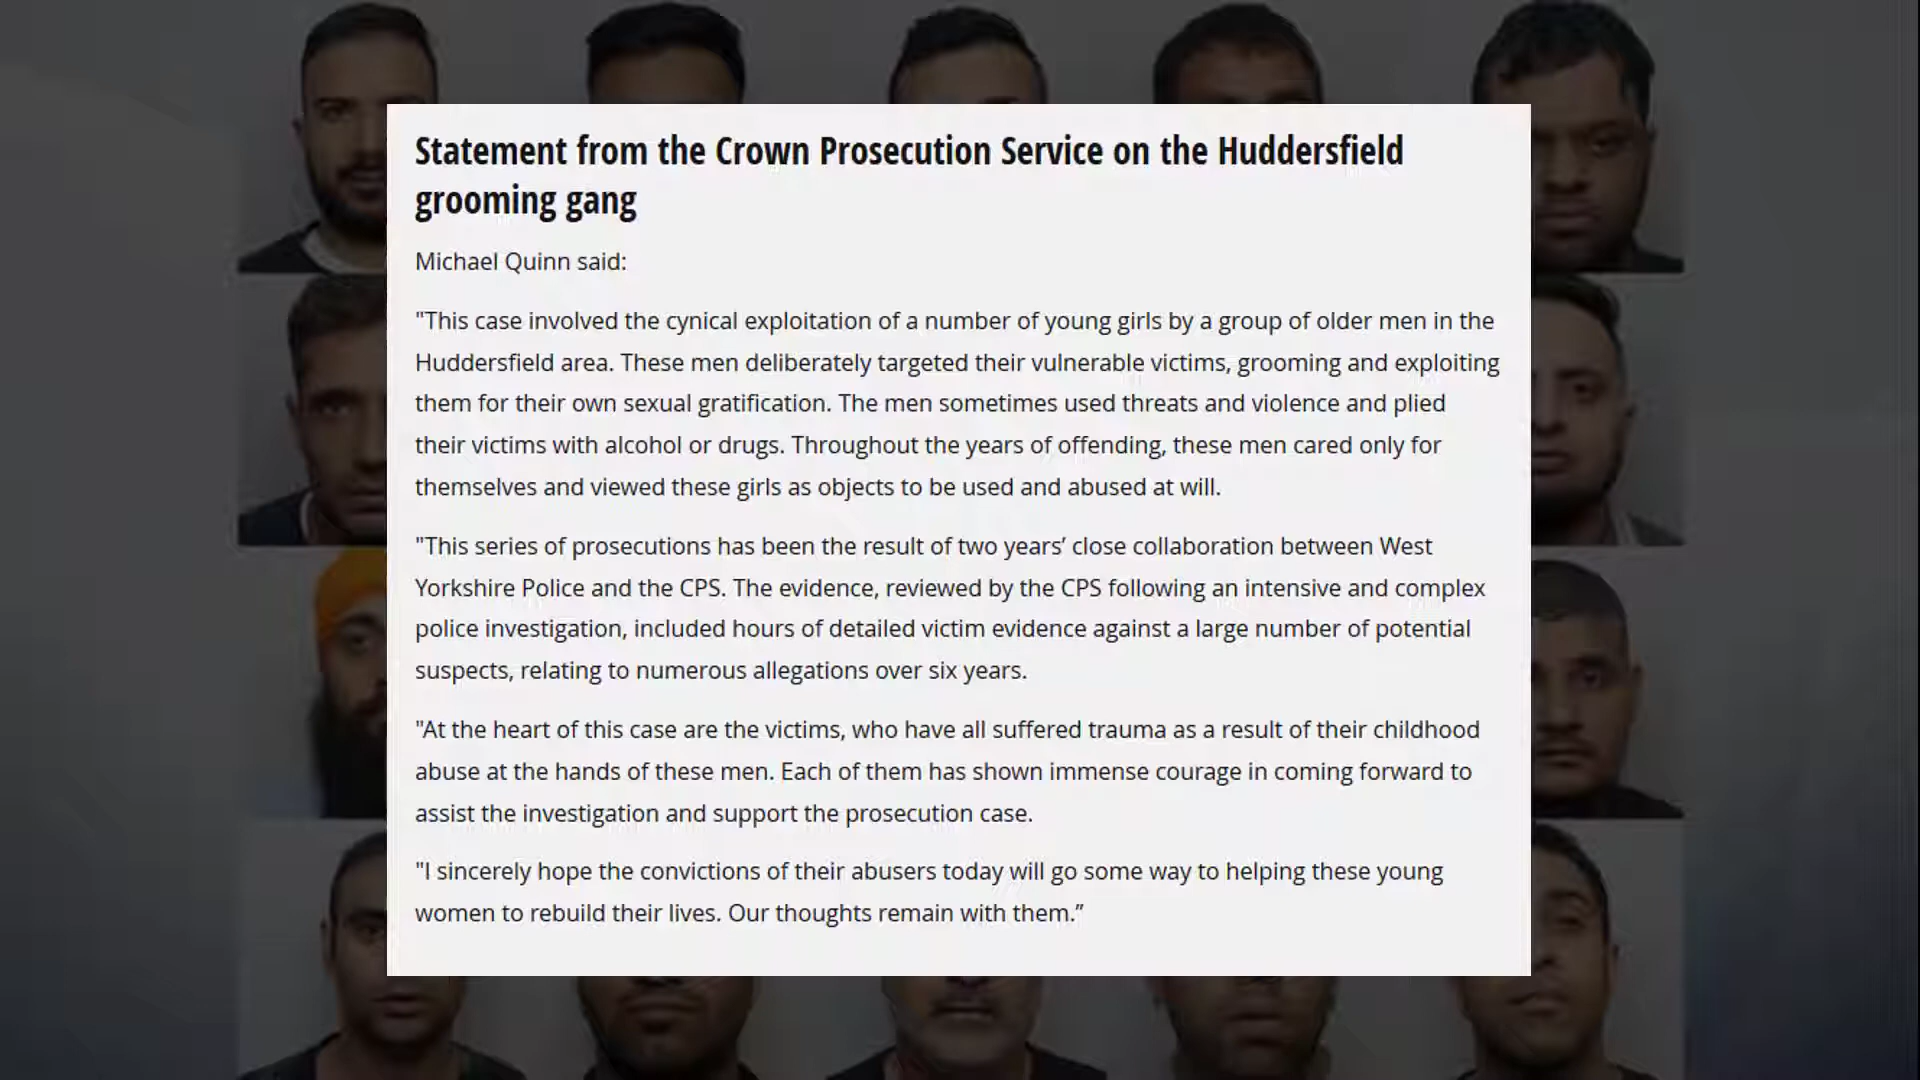 Statement from the Crown Prosecution Service on the Huddersfield
grooming gang
Michael Quinn said:
"This case involved the cynical exploitation of a number of young girls by a group of older men in the
Huddersfield area. These men deliberately targeted their vulnerable victims, grooming and exploiting
them for their own sexual gratification. The men sometimes used threats and violence and plied
their victims with alcohol or drugs. Throughout the years of offending, these men cared only for
themselves and viewed these girls as objects to be used and abused at will.
"This series of prosecutions has been the result of two years’ close collaboration between West
Yorkshire Police and the CPS. The evidence, reviewed by the CPS following an intensive and complex
police investigation, included hours of detailed victim evidence against a large number of potential
suspects, relating to numerous allegations over six years.
"At the heart of this case are the victims, who have all suffered trauma as a result of their childhood
abuse at the hands of these men. Each of them has shown immense courage in coming forward to
assist the investigation and support the prosecution case.
"I sincerely hope the convictions of their abusers today will go some way to helping these young
women to rebuild their lives. Our thoughts remain with them.”